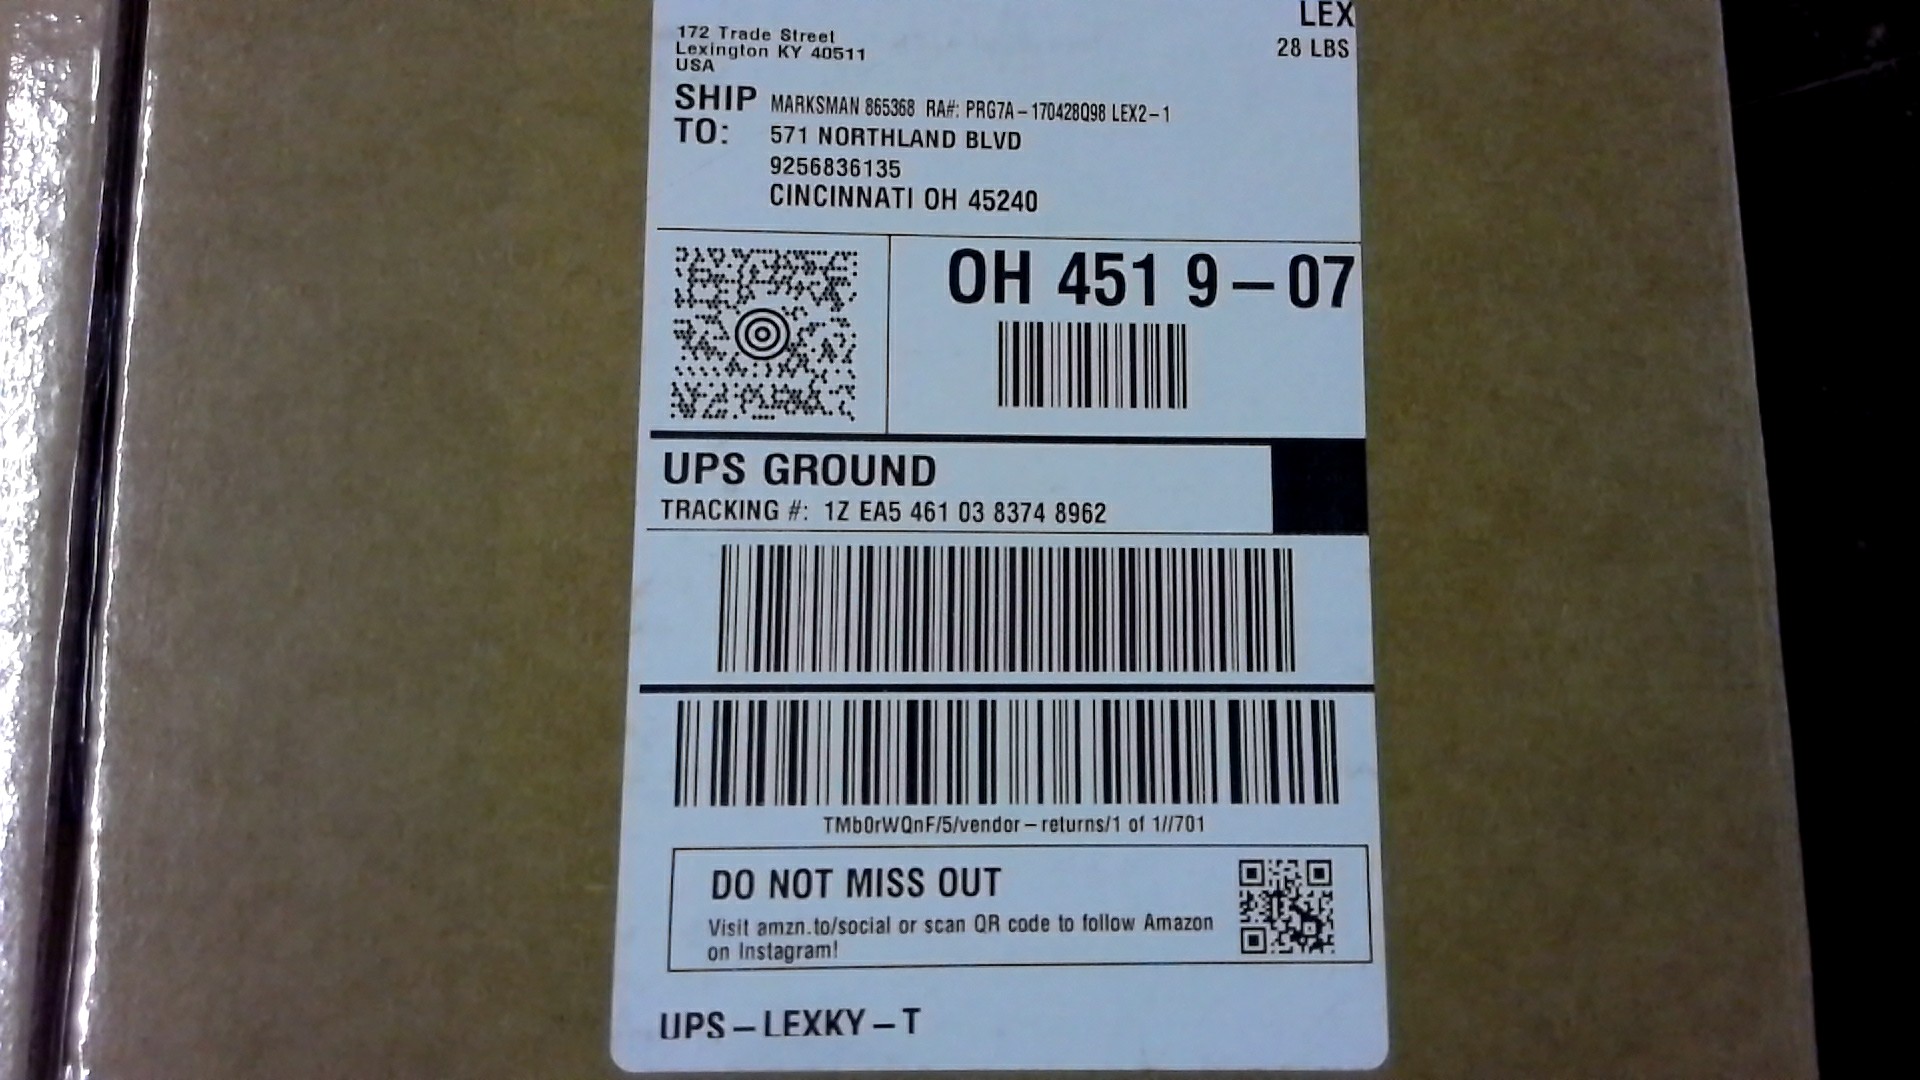 LEX
172 Trade Street
28 LBS
Lexington KY 40511
USA
SHIP TO: MARKSMAN 865368 RA#: PRG7A-170428Q98 LEX2-1
571 NORTHLAND BLVD
9256836135
CINCINNATI OH 45240
OH 451 9-07
UPS GROUND
TRACKING #: 1Z EA5 461 03 8374 8962
TMb0rWQnF/5/vendor-returns/1 of 1//701
DO NOT MISS OUT
Visit amzn.to/social or scan QR code to follow Amazon
on Instagram!
UPS-LEXKY-T